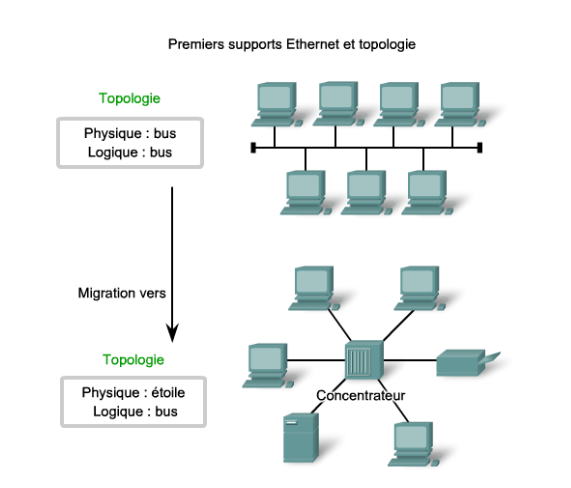 Premiers supports Ethernet et topologie
Topologie
Physique : bus
Logique : bus
Migration vers
Topologie
Physique : étoile
Logique : bus
Concentrateur